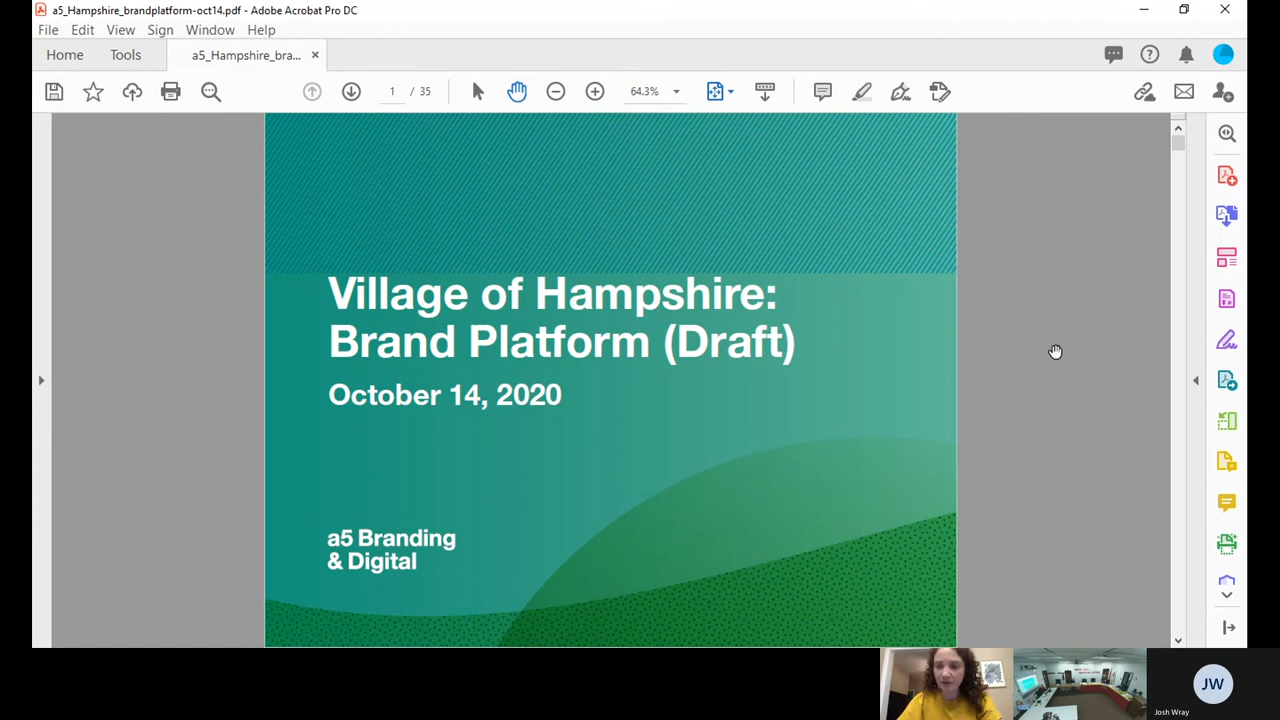 a5_Hampshire_brandplatform-oct14.pdf - Adobe Acrobat Pro DC
File Edit View Sign Window Help
Home Tools a5_Hampshire_bra... ×
1 / 35 64.3%
Village of Hampshire:
Brand Platform (Draft)
October 14, 2020
a5 Branding
& Digital
JW
Josh Wray